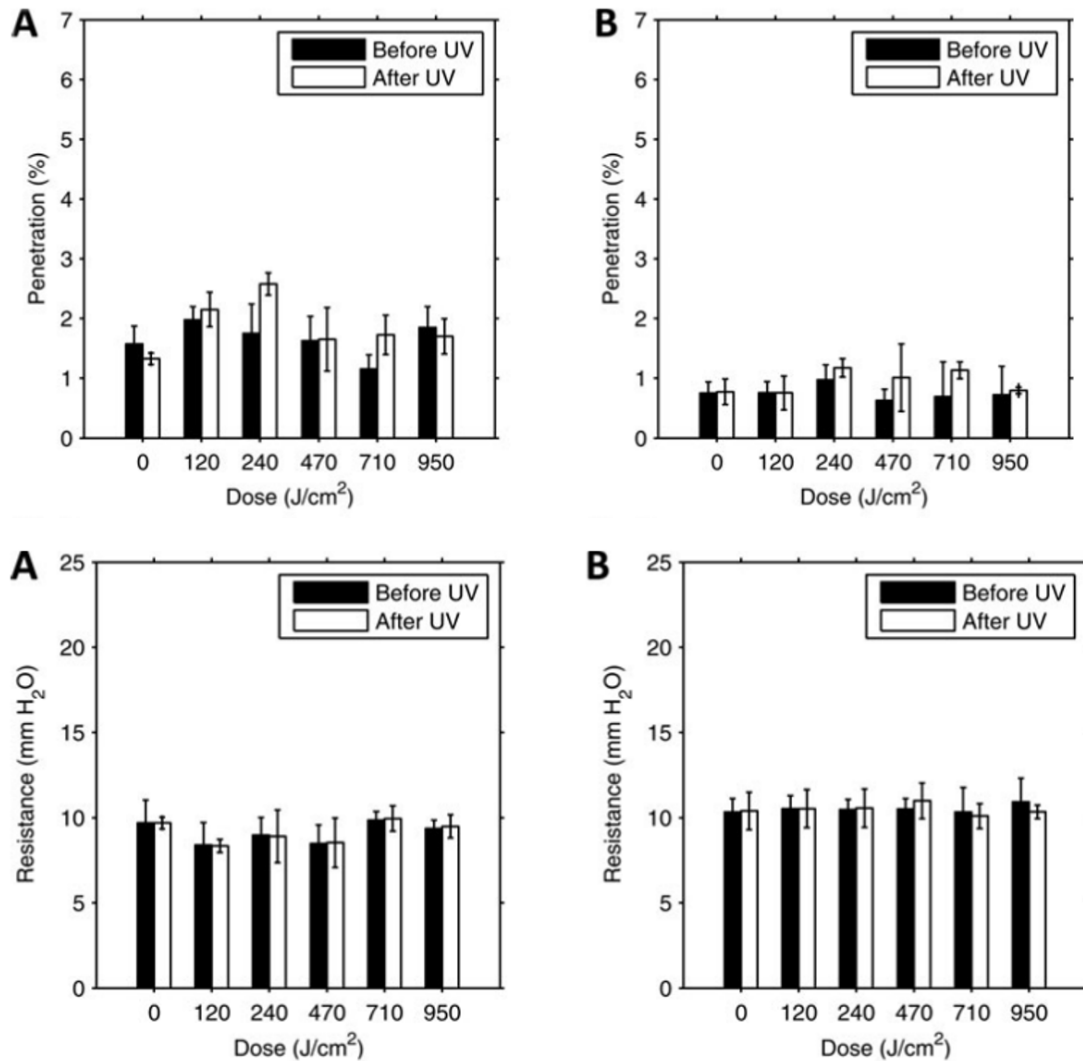 A
7
6
5
4
3
2
1
0
Penetration (%)
Before UV
After UV
0 120 240 470 710 950
Dose (J/cm²)
B
7
6
5
4
3
2
1
0
Penetration (%)
Before UV
After UV
0 120 240 470 710 950
Dose (J/cm²)
A
25
20
15
10
5
0
Resistance (mm H₂O)
Before UV
After UV
0 120 240 470 710 950
Dose (J/cm²)
B
25
20
15
10
5
0
Resistance (mm H₂O)
Before UV
After UV
0 120 240 470 710 950
Dose (J/cm²)